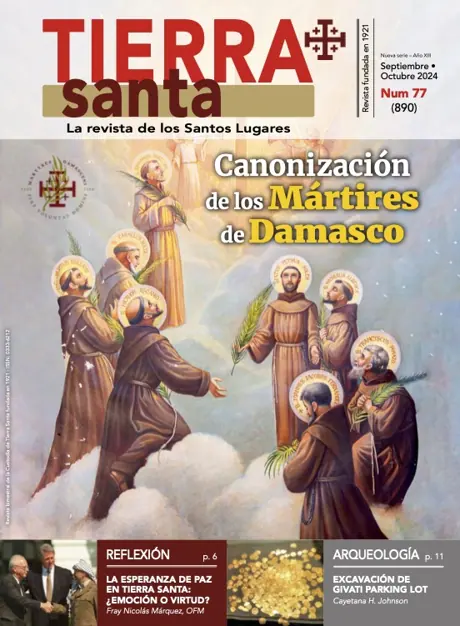 TIERRA
santa
La revista de los Santos Lugares
Revista fundada en 1921
Nueva serie - Año XIII
Septiembre •
Octubre 2024
Num 77
(890)
Canonización
de los Mártires
de Damasco
REFLEXIÓN p. 6
LA ESPERANZA DE PAZ
EN TIERRA SANTA:
¿EMOCIÓN O VIRTUD?
Fray Nicolás Márquez, OFM
ARQUEOLOGÍA p. 11
EXCAVACIÓN DE
GIVATI PARKING LOT
Cayetana H. Johnson